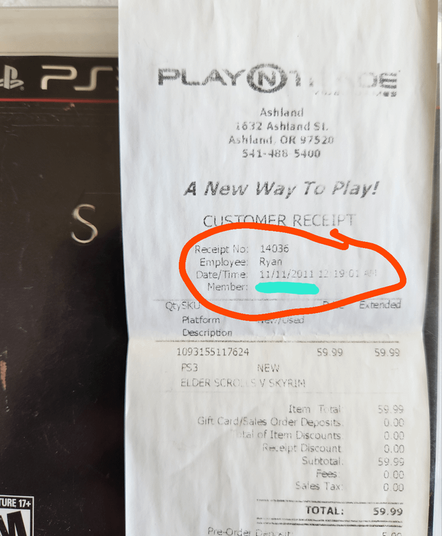 PS
S
TURE 17+
M
PLAY N TRADE
Ashland
1632 Ashland St.
Ashland, OR 97520
541-488-5400
A New Way To Play!
CUSTOMER RECEIPT
Receipt No: 14036
Employee: Ryan
Date/Time: 11/11/2011 12:19:01 AM
Member:
Qty SKU Extended
Platform New/Used
Description
1093155117624 59.99 59.99
PS3 NEW
ELDER SCROLLS V SKYRIM
Item Total 59.99
Gift Card/Sales Order Deposits 0.00
Total of Item Discounts 0.00
Receipt Discount 0.00
Subtotal: 59.99
Fees: 0.00
Sales Tax: 0.00
TOTAL: 59.99
Pre-Order Deposit